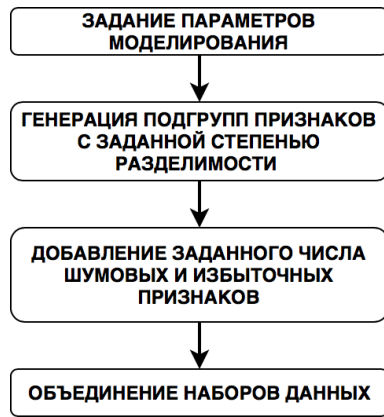 ЗАДАНИЕ ПАРАМЕТРОВ
МОДЕЛИРОВАНИЯ
ГЕНЕРАЦИЯ ПОДГРУПП ПРИЗНАКОВ
С ЗАДАННОЙ СТЕПЕНЬЮ
РАЗДЕЛИМОСТИ
ДОБАВЛЕНИЕ ЗАДАННОГО ЧИСЛА
ШУМОВЫХ И ИЗБЫТОЧНЫХ
ПРИЗНАКОВ
ОБЪЕДИНЕНИЕ НАБОРОВ ДАННЫХ